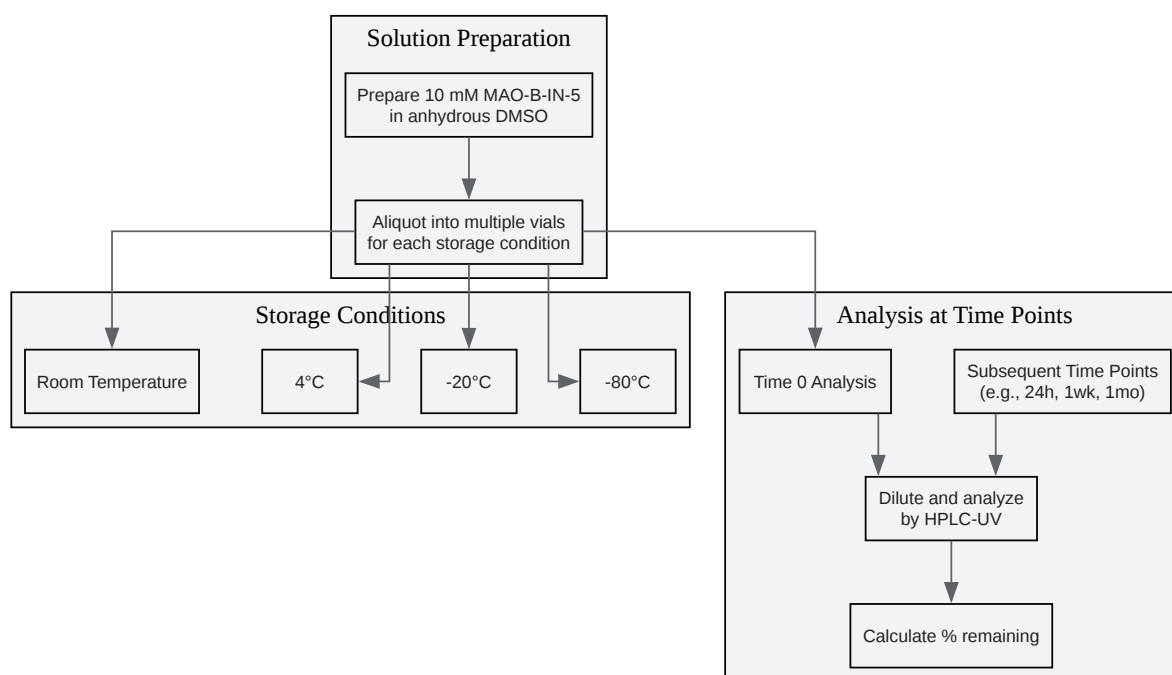 Solution Preparation
Prepare 10 mM MAO-B-IN-5
in anhydrous DMSO
Aliquot into multiple vials
for each storage condition
Storage Conditions
Room Temperature
4°C
-20°C
-80°C
Analysis at Time Points
Time 0 Analysis
Subsequent Time Points
(e.g., 24h, 1wk, 1mo)
Dilute and analyze
by HPLC-UV
Calculate % remaining